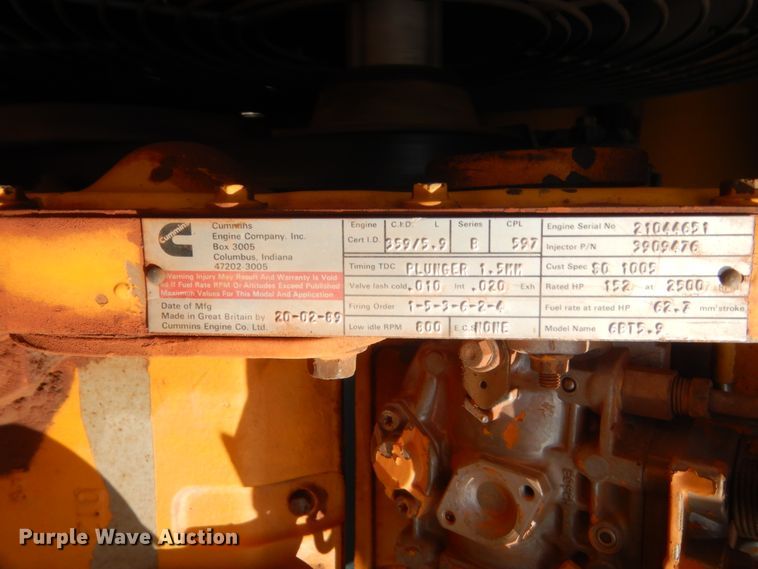 Cummins
Engine Company. Inc.
Box 3005
Columbus, Indiana
47202-3005
Warning Injury May Result And Warranty Is Void
If Fuel Rate RPM Or Altitudes Exceed Published
Maximum Values For This Model And Application
Date of Mfg
Made in Great Britain by 20-02-89
Cummins Engine Co. Ltd.
Engine C.I.D. L Series CPL
Cert I.D. 359/5.9 B 597
Timing TDC PLUNGER 1.5MM
Valve lash cold .010 Int .020 Exh
Firing Order 1-5-3-6-2-4
Low idle RPM 800 E.C.S NONE
Engine Serial No 21044651
Injector P/N 3909476
Cust Spec SO 1005
Rated HP 152 at 2500
Fuel rate at rated HP 62.7 mm³stroke
Model Name 6BT5.9
Purple Wave Auction